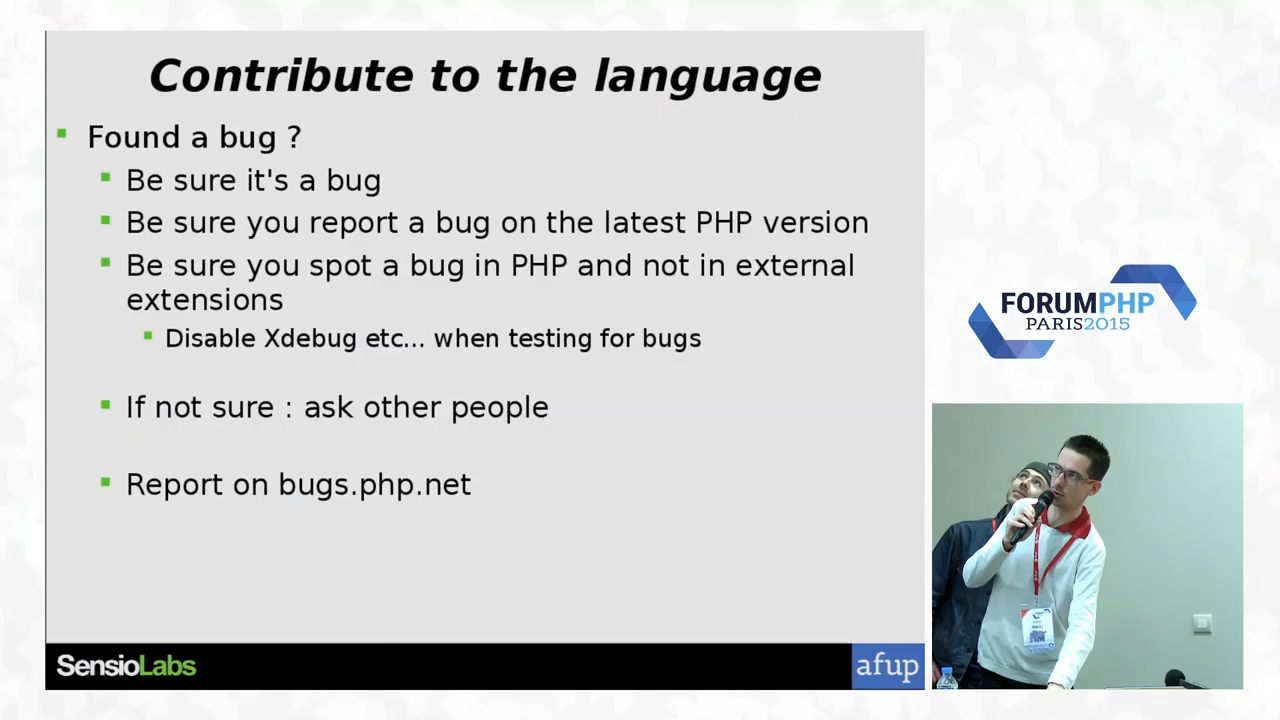 Contribute to the language
Found a bug ?
Be sure it's a bug
Be sure you report a bug on the latest PHP version
Be sure you spot a bug in PHP and not in external
extensions
Disable Xdebug etc... when testing for bugs
If not sure : ask other people
Report on bugs.php.net
SensioLabs
afup
FORUMPHP
PARIS2015